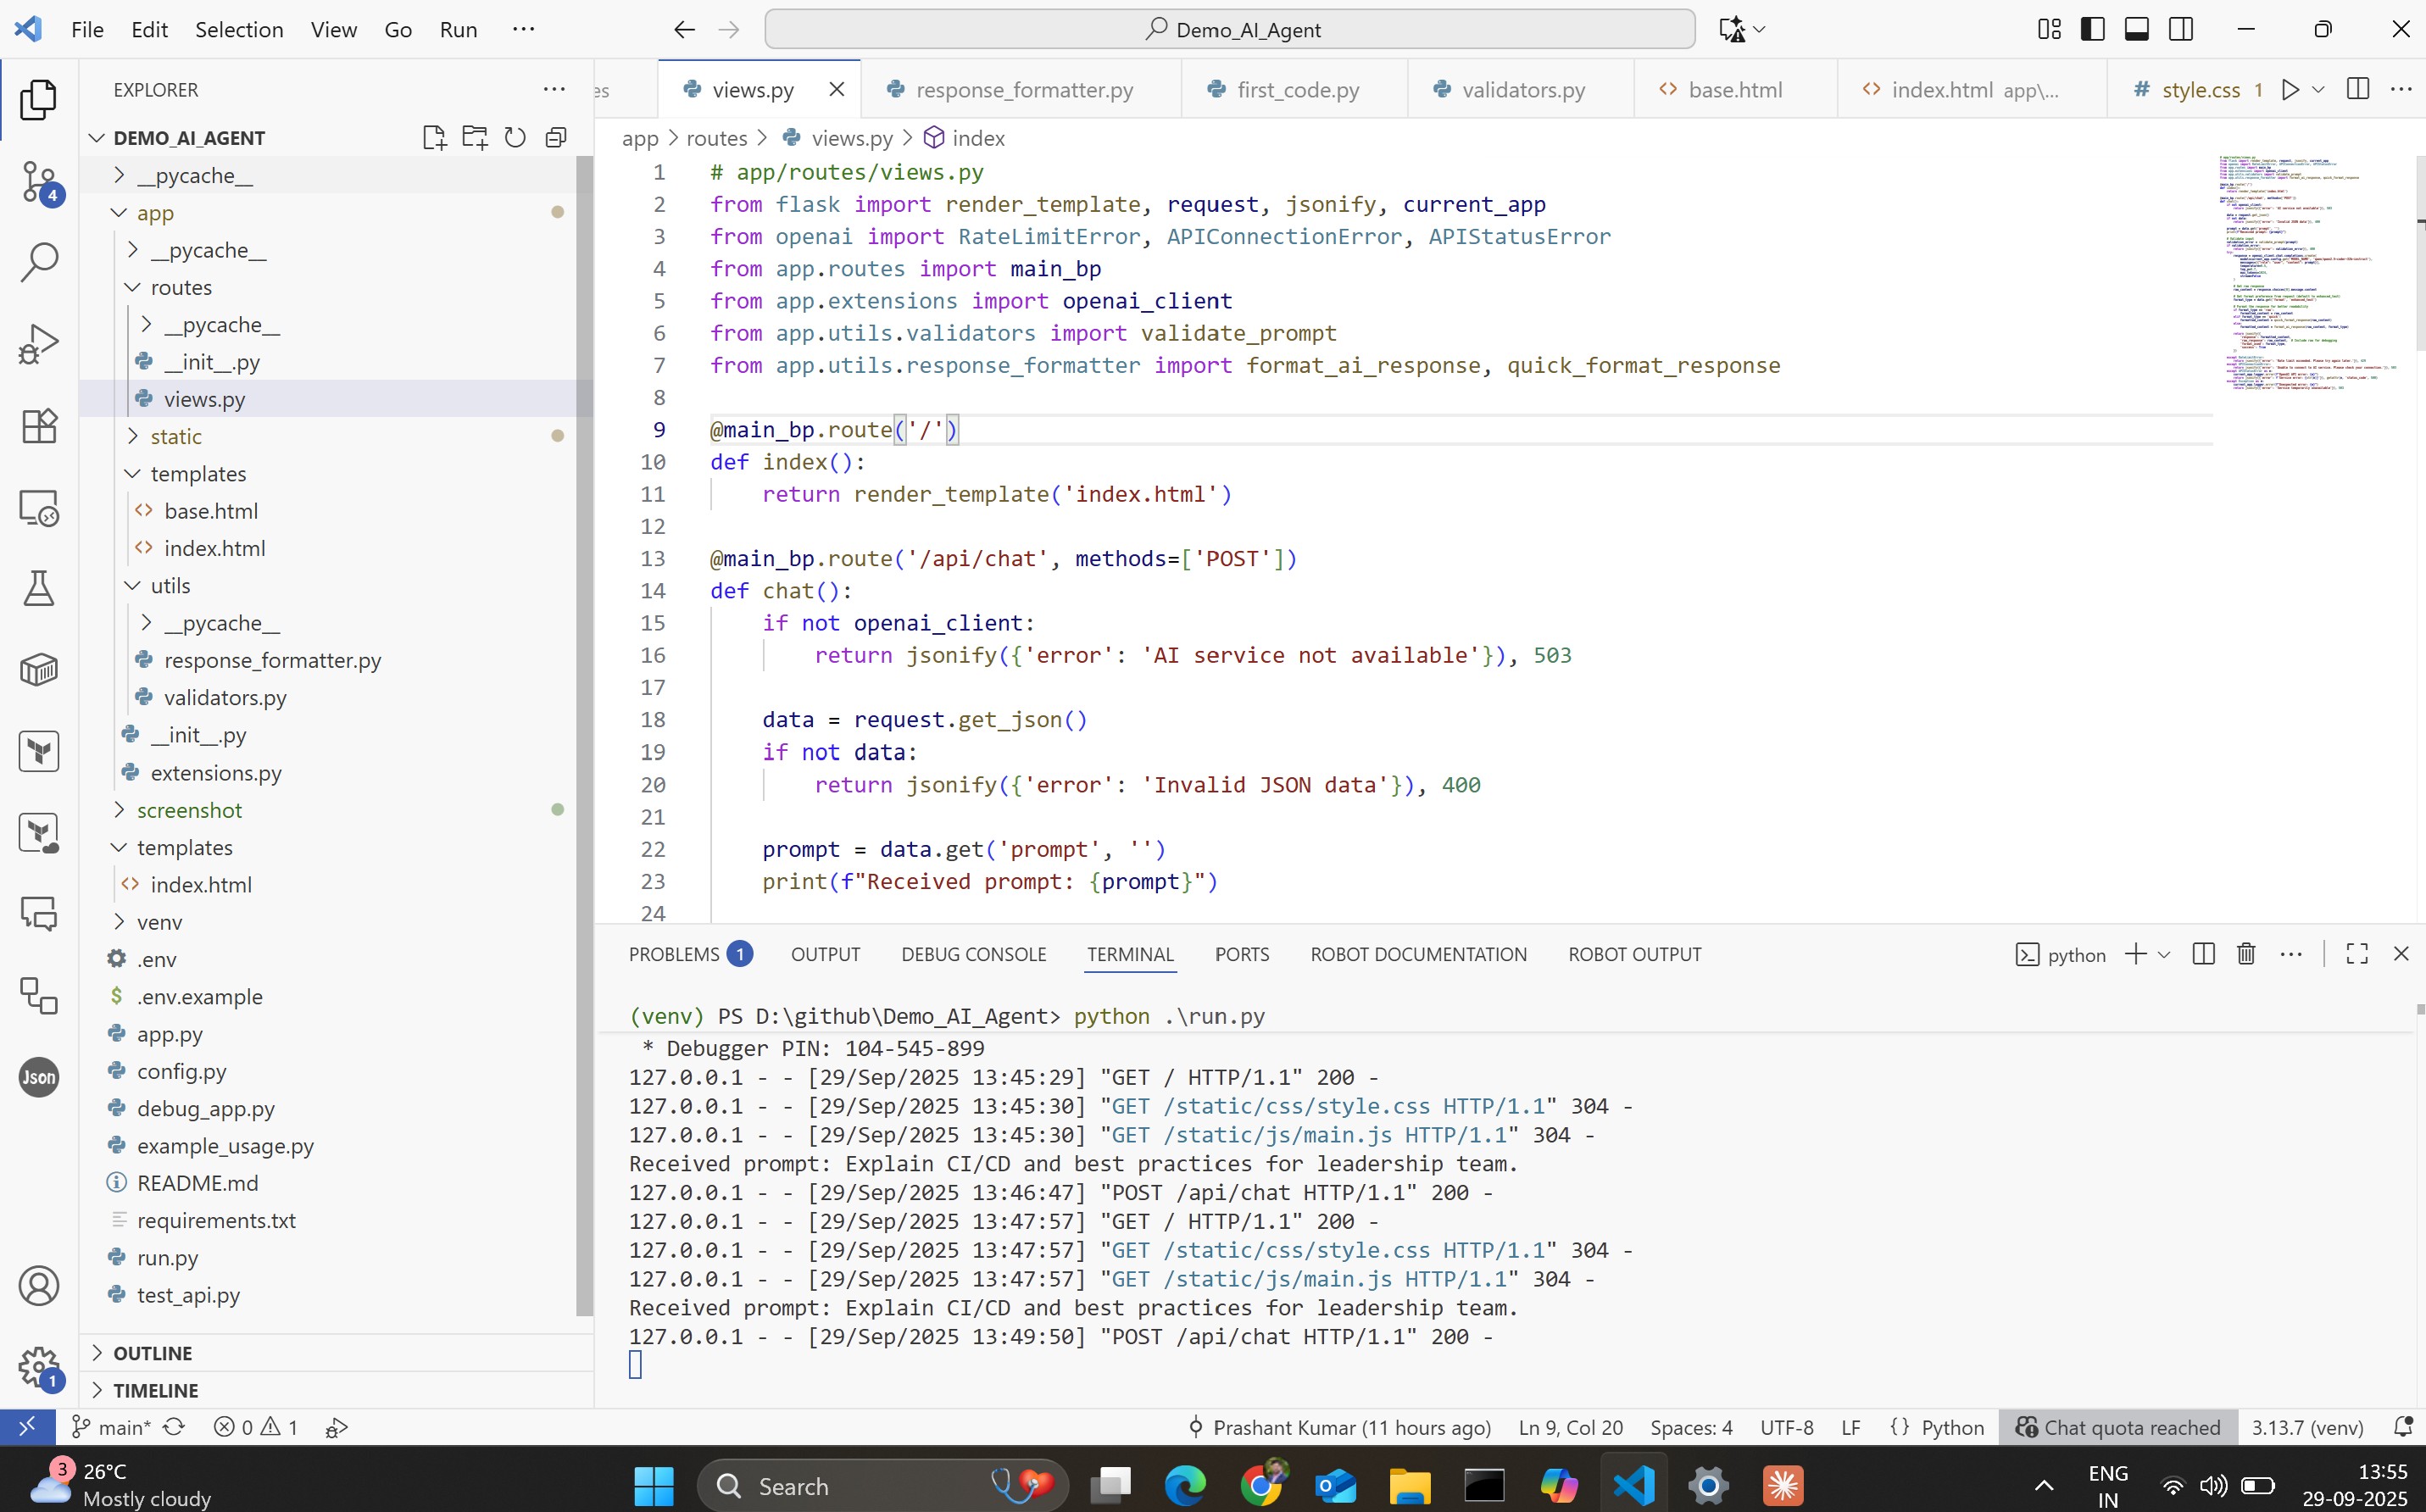 File Edit Selection View Go Run ···
Demo_AI_Agent
EXPLORER
DEMO_AI_AGENT
__pycache__
app
__pycache__
routes
__pycache__
__init__.py
views.py
static
templates
base.html
index.html
utils
__pycache__
response_formatter.py
validators.py
__init__.py
extensions.py
screenshot
templates
index.html
venv
.env
.env.example
app.py
config.py
debug_app.py
example_usage.py
README.md
requirements.txt
run.py
test_api.py
OUTLINE
TIMELINE
4
Json
1
es views.py response_formatter.py first_code.py validators.py base.html index.html app\... style.css 1
app > routes > views.py > index
1 # app/routes/views.py
2 from flask import render_template, request, jsonify, current_app
3 from openai import RateLimitError, APIConnectionError, APIStatusError
4 from app.routes import main_bp
5 from app.extensions import openai_client
6 from app.utils.validators import validate_prompt
7 from app.utils.response_formatter import format_ai_response, quick_format_response
8
9 @main_bp.route('/')
10 def index():
11 return render_template('index.html')
12
13 @main_bp.route('/api/chat', methods=['POST'])
14 def chat():
15 if not openai_client:
16 return jsonify({'error': 'AI service not available'}), 503
17
18 data = request.get_json()
19 if not data:
20 return jsonify({'error': 'Invalid JSON data'}), 400
21
22 prompt = data.get('prompt', '')
23 print(f"Received prompt: {prompt}")
24
PROBLEMS 1 OUTPUT DEBUG CONSOLE TERMINAL PORTS ROBOT DOCUMENTATION ROBOT OUTPUT python
(venv) PS D:\github\Demo_AI_Agent> python .\run.py
* Debugger PIN: 104-545-899
127.0.0.1 - - [29/Sep/2025 13:45:29] "GET / HTTP/1.1" 200 -
127.0.0.1 - - [29/Sep/2025 13:45:30] "GET /static/css/style.css HTTP/1.1" 304 -
127.0.0.1 - - [29/Sep/2025 13:45:30] "GET /static/js/main.js HTTP/1.1" 304 -
Received prompt: Explain CI/CD and best practices for leadership team.
127.0.0.1 - - [29/Sep/2025 13:46:47] "POST /api/chat HTTP/1.1" 200 -
127.0.0.1 - - [29/Sep/2025 13:47:57] "GET / HTTP/1.1" 200 -
127.0.0.1 - - [29/Sep/2025 13:47:57] "GET /static/css/style.css HTTP/1.1" 304 -
127.0.0.1 - - [29/Sep/2025 13:47:57] "GET /static/js/main.js HTTP/1.1" 304 -
Received prompt: Explain CI/CD and best practices for leadership team.
127.0.0.1 - - [29/Sep/2025 13:49:50] "POST /api/chat HTTP/1.1" 200 -
main* 0 1 Prashant Kumar (11 hours ago) Ln 9, Col 20 Spaces: 4 UTF-8 LF {} Python Chat quota reached 3.13.7 (venv)
3 26°C
Mostly cloudy
Search
ENG
IN
13:55
29-09-2025